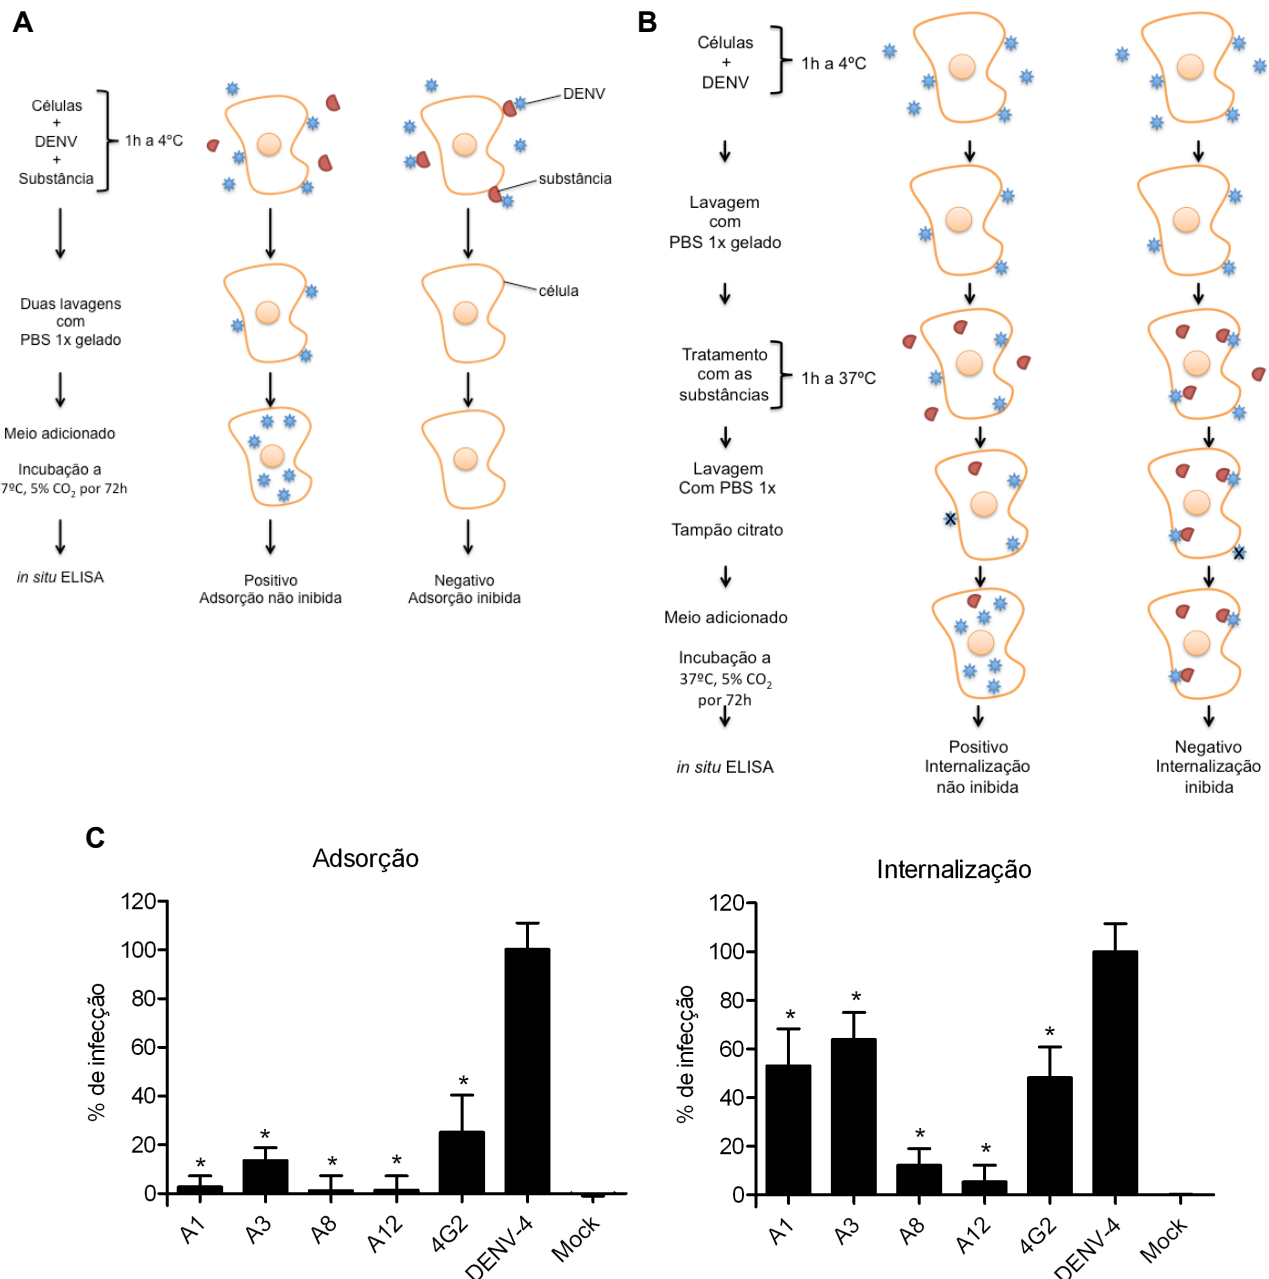 A
Células
+
DENV
+
Substância
1h a 4ºC
DENV
substância
Duas lavagens
com
PBS 1x gelado
célula
Meio adicionado
Incubação a
7ºC, 5% CO2 por 72h
in situ ELISA
Positivo
Adsorção não inibida
Negativo
Adsorção inibida
B
Células
+
DENV
1h a 4ºC
Lavagem
com
PBS 1x gelado
Tratamento
com as
substâncias
1h a 37ºC
Lavagem
Com PBS 1x
Tampão citrato
X
X
Meio adicionado
Incubação a
37ºC, 5% CO2
por 72h
in situ ELISA
Positivo
Internalização
não inibida
Negativo
Internalização
inibida
C
Adsorção
% de infecção
120
100
80
60
40
20
0
* * * * *
A1 A3 A8 A12 4G2 DENV-4 Mock
Internalização
% de infecção
120
100
80
60
40
20
0
* * * * *
A1 A3 A8 A12 4G2 DENV-4 Mock